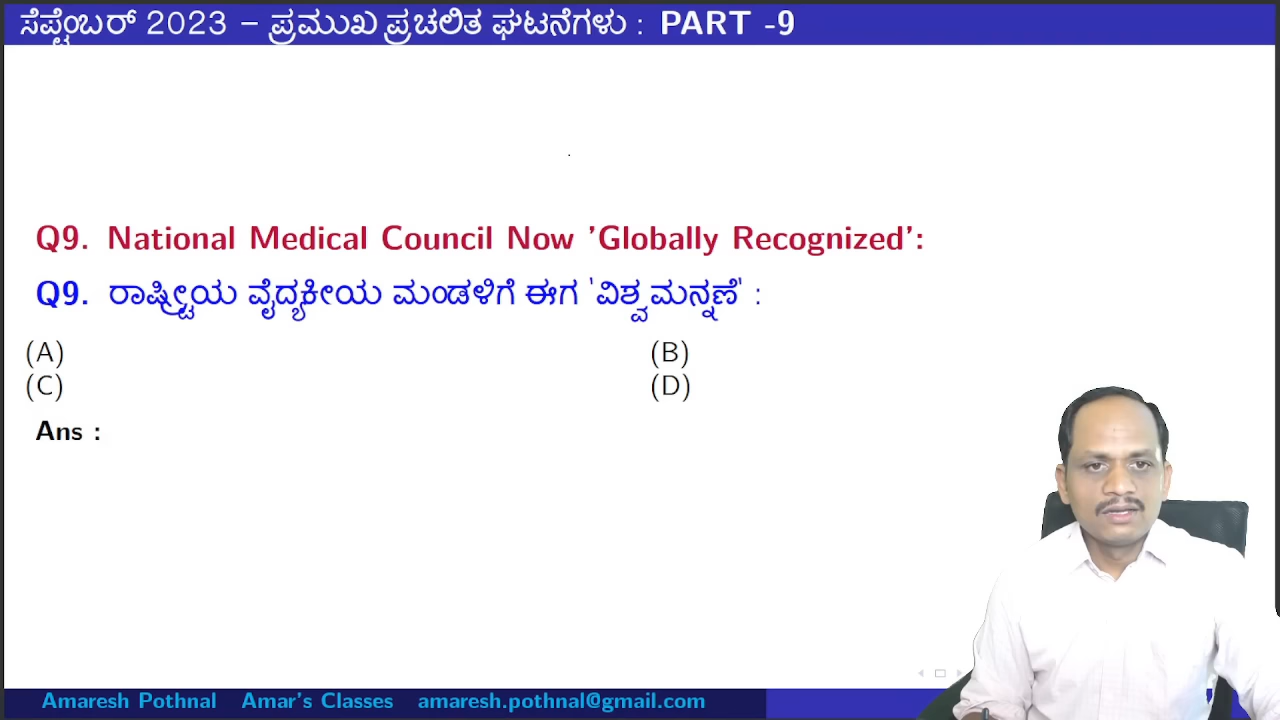 ಸೆಪ್ಟೆಂಬರ್ 2023 – ಪ್ರಮುಖ ಪ್ರಚಲಿತ ಘಟನೆಗಳು : PART -9
Q9. National Medical Council Now 'Globally Recognized':
Q9. ರಾಷ್ಟ್ರೀಯ ವೈದ್ಯಕೀಯ ಮಂಡಳಿಗೆ ಈಗ 'ವಿಶ್ವಮನ್ನಣೆ' :
(A) (B)
(C) (D)
Ans :
Amaresh Pothnal Amar's Classes amaresh.pothnal@gmail.com